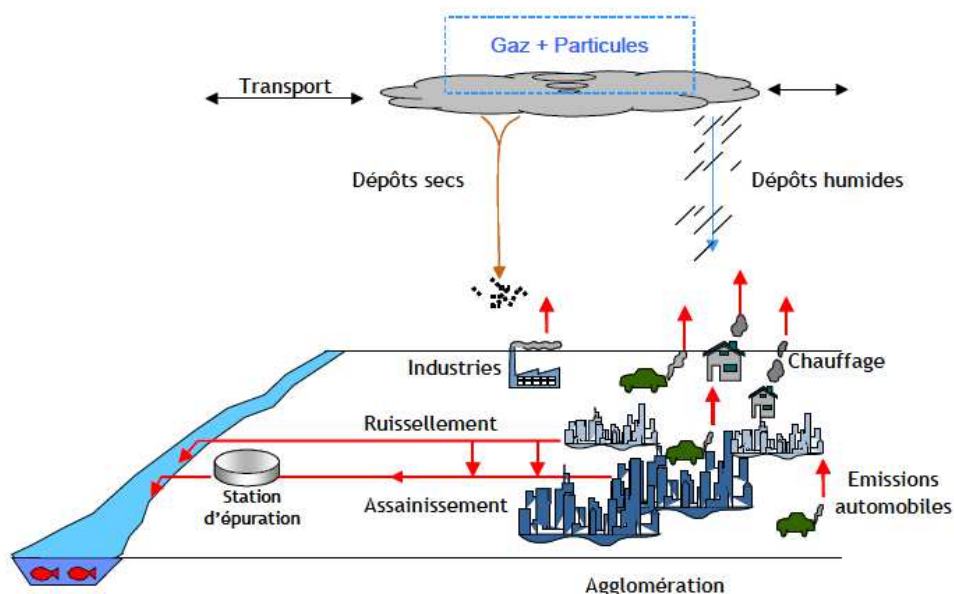 Gaz + Particules
Transport
Dépôts secs
Dépôts humides
Industries
Chauffage
Ruissellement
Station
d'épuration
Assainissement
Emissions
automobiles
Agglomération